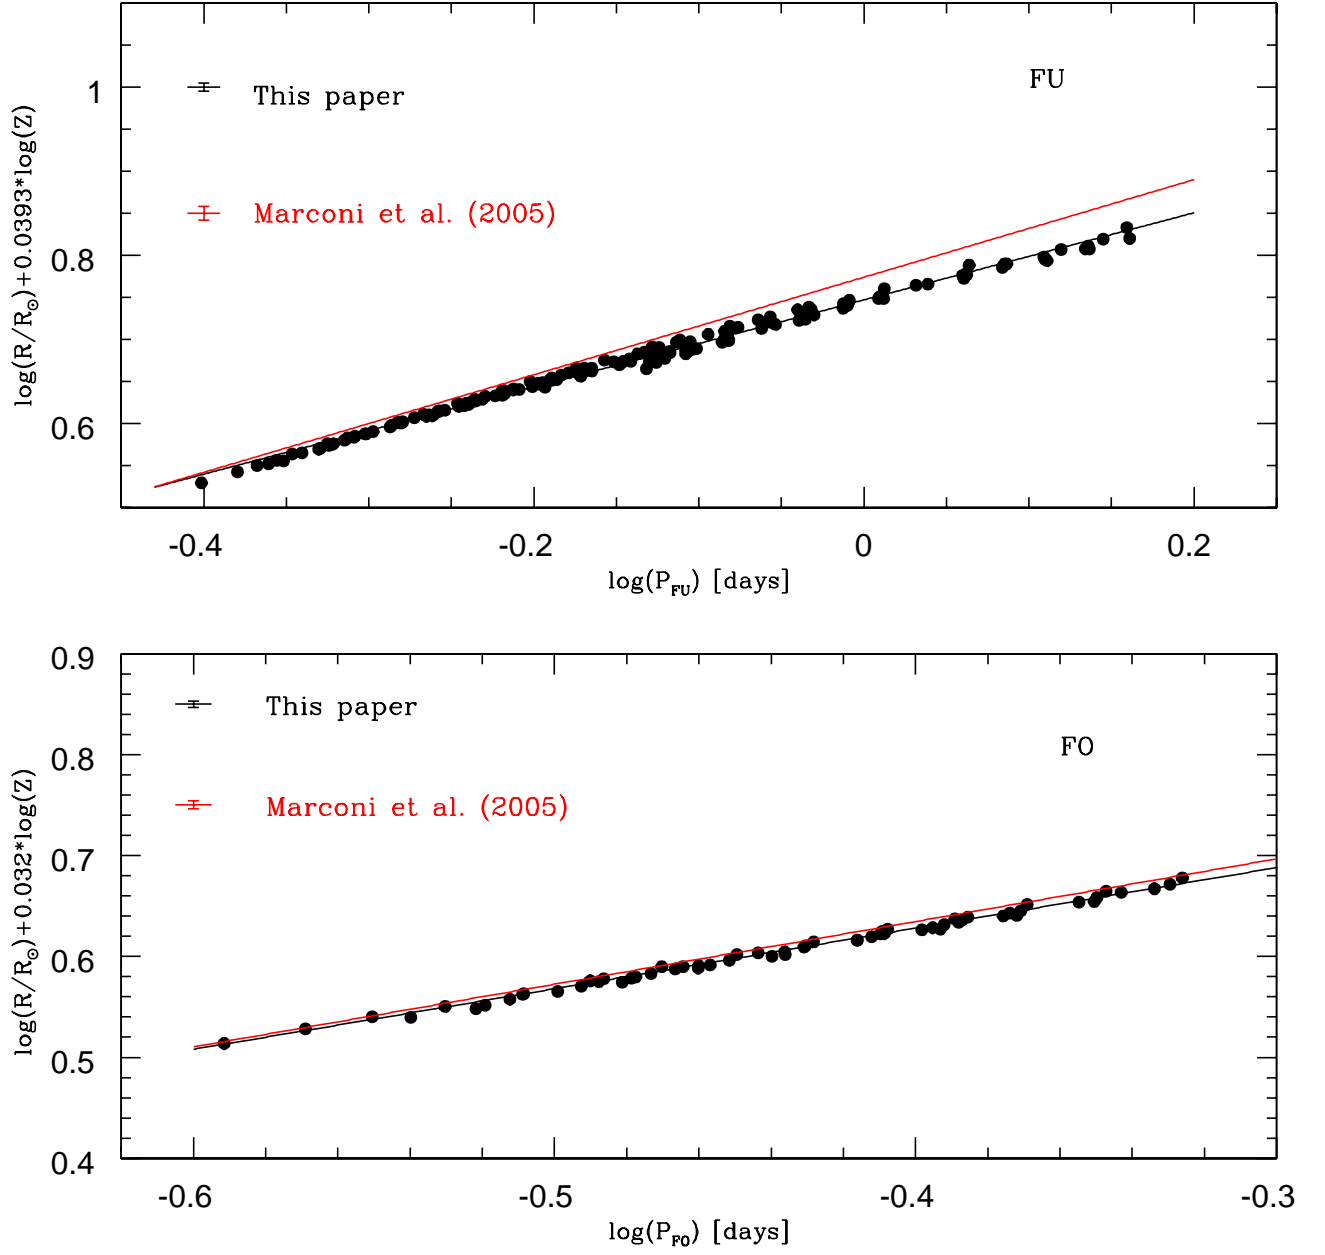 This paper
FU
Marconi et al. (2005)
log(R/R☉)+0.0393*log(Z)
1
0.8
0.6
-0.4 -0.2 0 0.2
log(P_FU) [days]
This paper
FO
Marconi et al. (2005)
log(R/R☉)+0.032*log(Z)
0.9
0.8
0.7
0.6
0.5
0.4
-0.6 -0.5 -0.4 -0.3
log(P_FO) [days]